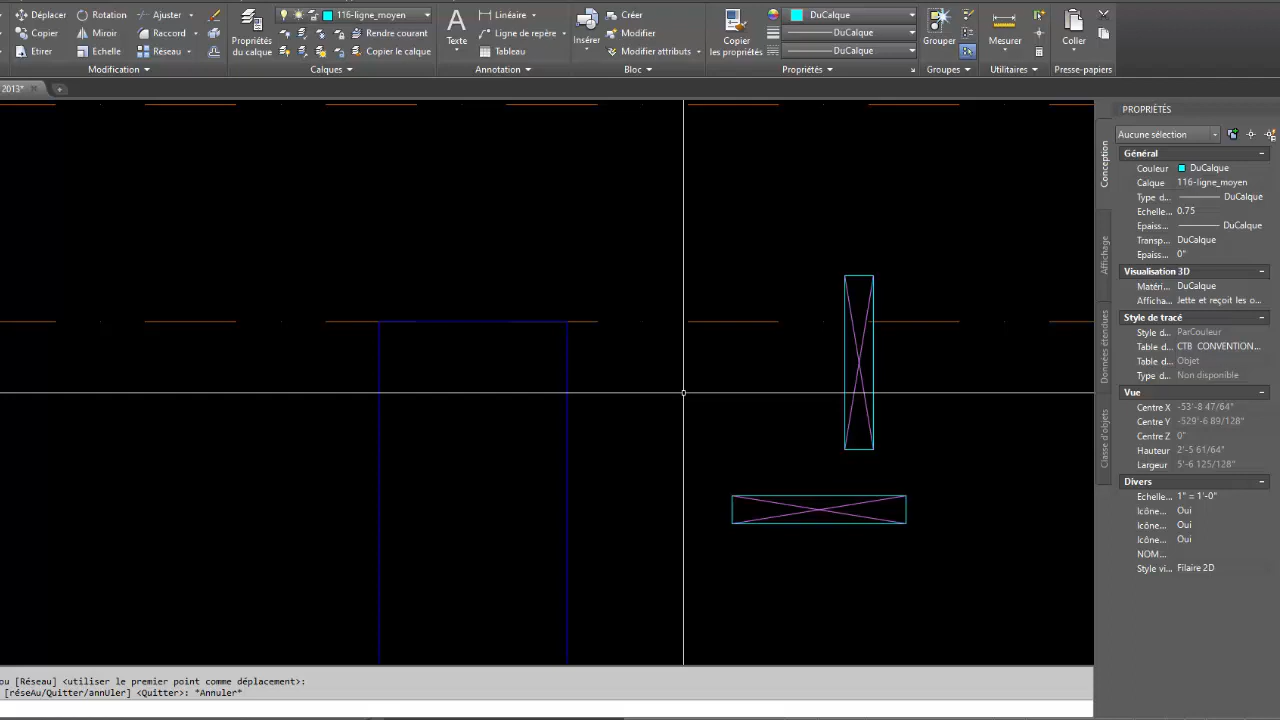 Déplacer Rotation Ajuster 116-ligne_moyen Linéaire Créer DuCalque
Copier Miroir Raccord Rendre courant Ligne de repère Modifier DuCalque
Etirer Echelle Réseau Propriétés du calque Copier le calque Texte Tableau Insérer Modifier attributs Copier les propriétés DuCalque Grouper Mesurer Coller
Modification Calques Annotation Bloc Propriétés Groupes Utilitaires Presse-papiers
2013*
PROPRIÉTÉS
Aucune sélection
Conception
Affichage
Données étendues
Classe d'objets
Général
Couleur DuCalque
Calque 116-ligne_moyen
Type d... DuCalque
Echelle... 0.75
Epaiss... DuCalque
Transp... DuCalque
Epaiss... 0"
Visualisation 3D
Matéri... DuCalque
Afficha... Jette et reçoit les o...
Style de tracé
Style d... ParCouleur
Table d... CTB CONVENTION...
Table d... Objet
Type d... Non disponible
Vue
Centre X -53'-8 47/64"
Centre Y -529'-6 89/128"
Centre Z 0"
Hauteur 2'-5 61/64"
Largeur 5'-6 125/128"
Divers
Echelle... 1" = 1'-0"
Icône... Oui
Icône... Oui
Icône... Oui
NOM...
Style vi... Filaire 2D
ou [Réseau] <utiliser le premier point comme déplacement>:
[réseAu/Quitter/annUler] <Quitter>: *Annuler*